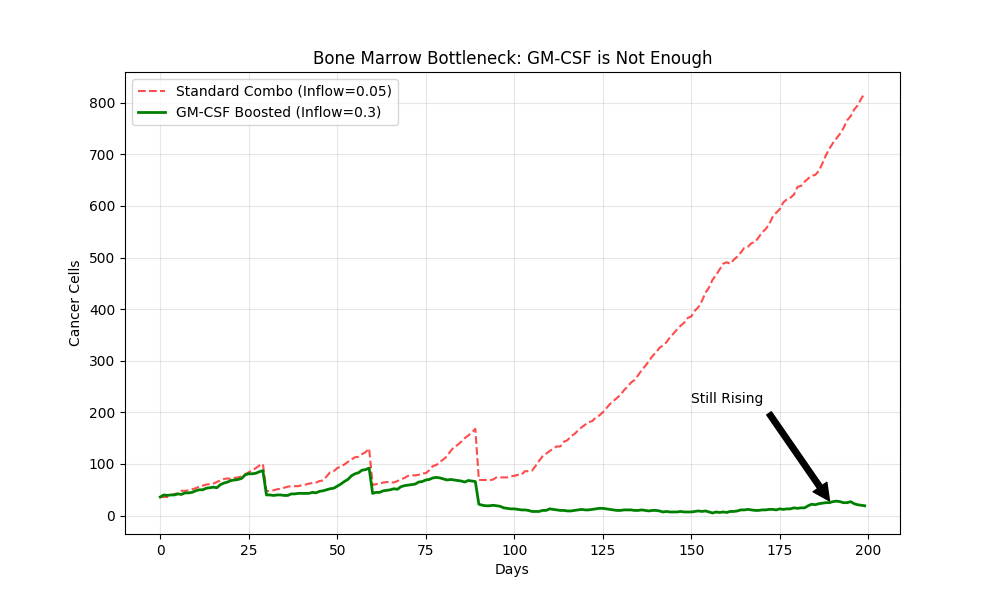 Bone Marrow Bottleneck: GM-CSF is Not Enough
Standard Combo (Inflow=0.05)
GM-CSF Boosted (Inflow=0.3)
Cancer Cells
800
700
600
500
400
300
200
100
0
Still Rising
0 25 50 75 100 125 150 175 200
Days